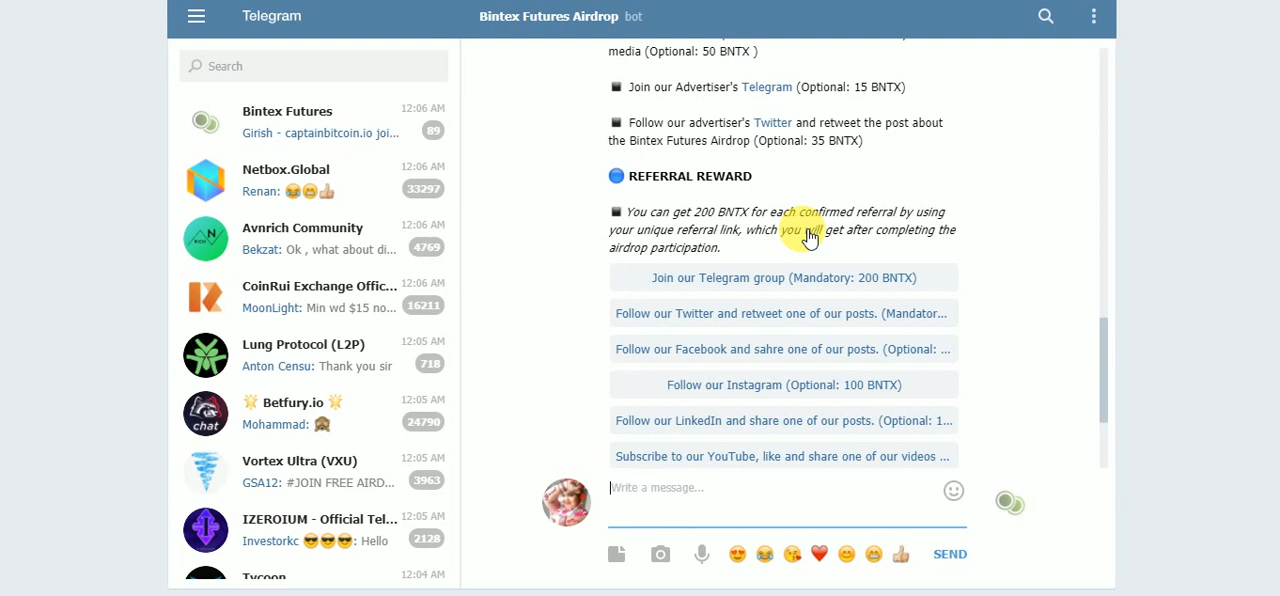 Telegram
Bintex Futures Airdrop bot
Search
Bintex Futures 12:06 AM
Girish - captainbitcoin.io joi... 89
Netbox.Global 12:06 AM
Renan: 😂😁👍 33297
Avnrich Community 12:06 AM
Bekzat: Ok , what about di... 4769
CoinRui Exchange Offic... 12:06 AM
MoonLight: Min wd $15 no... 16211
Lung Protocol (L2P) 12:05 AM
Anton Censu: Thank you sir 718
🌟 Betfury.io 🌟 12:05 AM
chat
Mohammad: 🙈 24790
Vortex Ultra (VXU) 12:05 AM
GSA12: #JOIN FREE AIRD... 3963
IZEROIUM - Official Tel... 12:05 AM
Investorkc 😎😎😎: Hello 2128
Tycoon 12:04 AM
media (Optional: 50 BNTX )
◾ Join our Advertiser's Telegram (Optional: 15 BNTX)
◾ Follow our advertiser's Twitter and retweet the post about
the Bintex Futures Airdrop (Optional: 35 BNTX)
🔵 REFERRAL REWARD
◾ You can get 200 BNTX for each confirmed referral by using
your unique referral link, which you will get after completing the
airdrop participation.
Join our Telegram group (Mandatory: 200 BNTX)
Follow our Twitter and retweet one of our posts. (Mandator...
Follow our Facebook and sahre one of our posts. (Optional: ...
Follow our Instagram (Optional: 100 BNTX)
Follow our LinkedIn and share one of our posts. (Optional: 1...
Subscribe to our YouTube, like and share one of our videos ...
Write a message...
😍 😂 😘 ❤ 😊 😁 👍 SEND